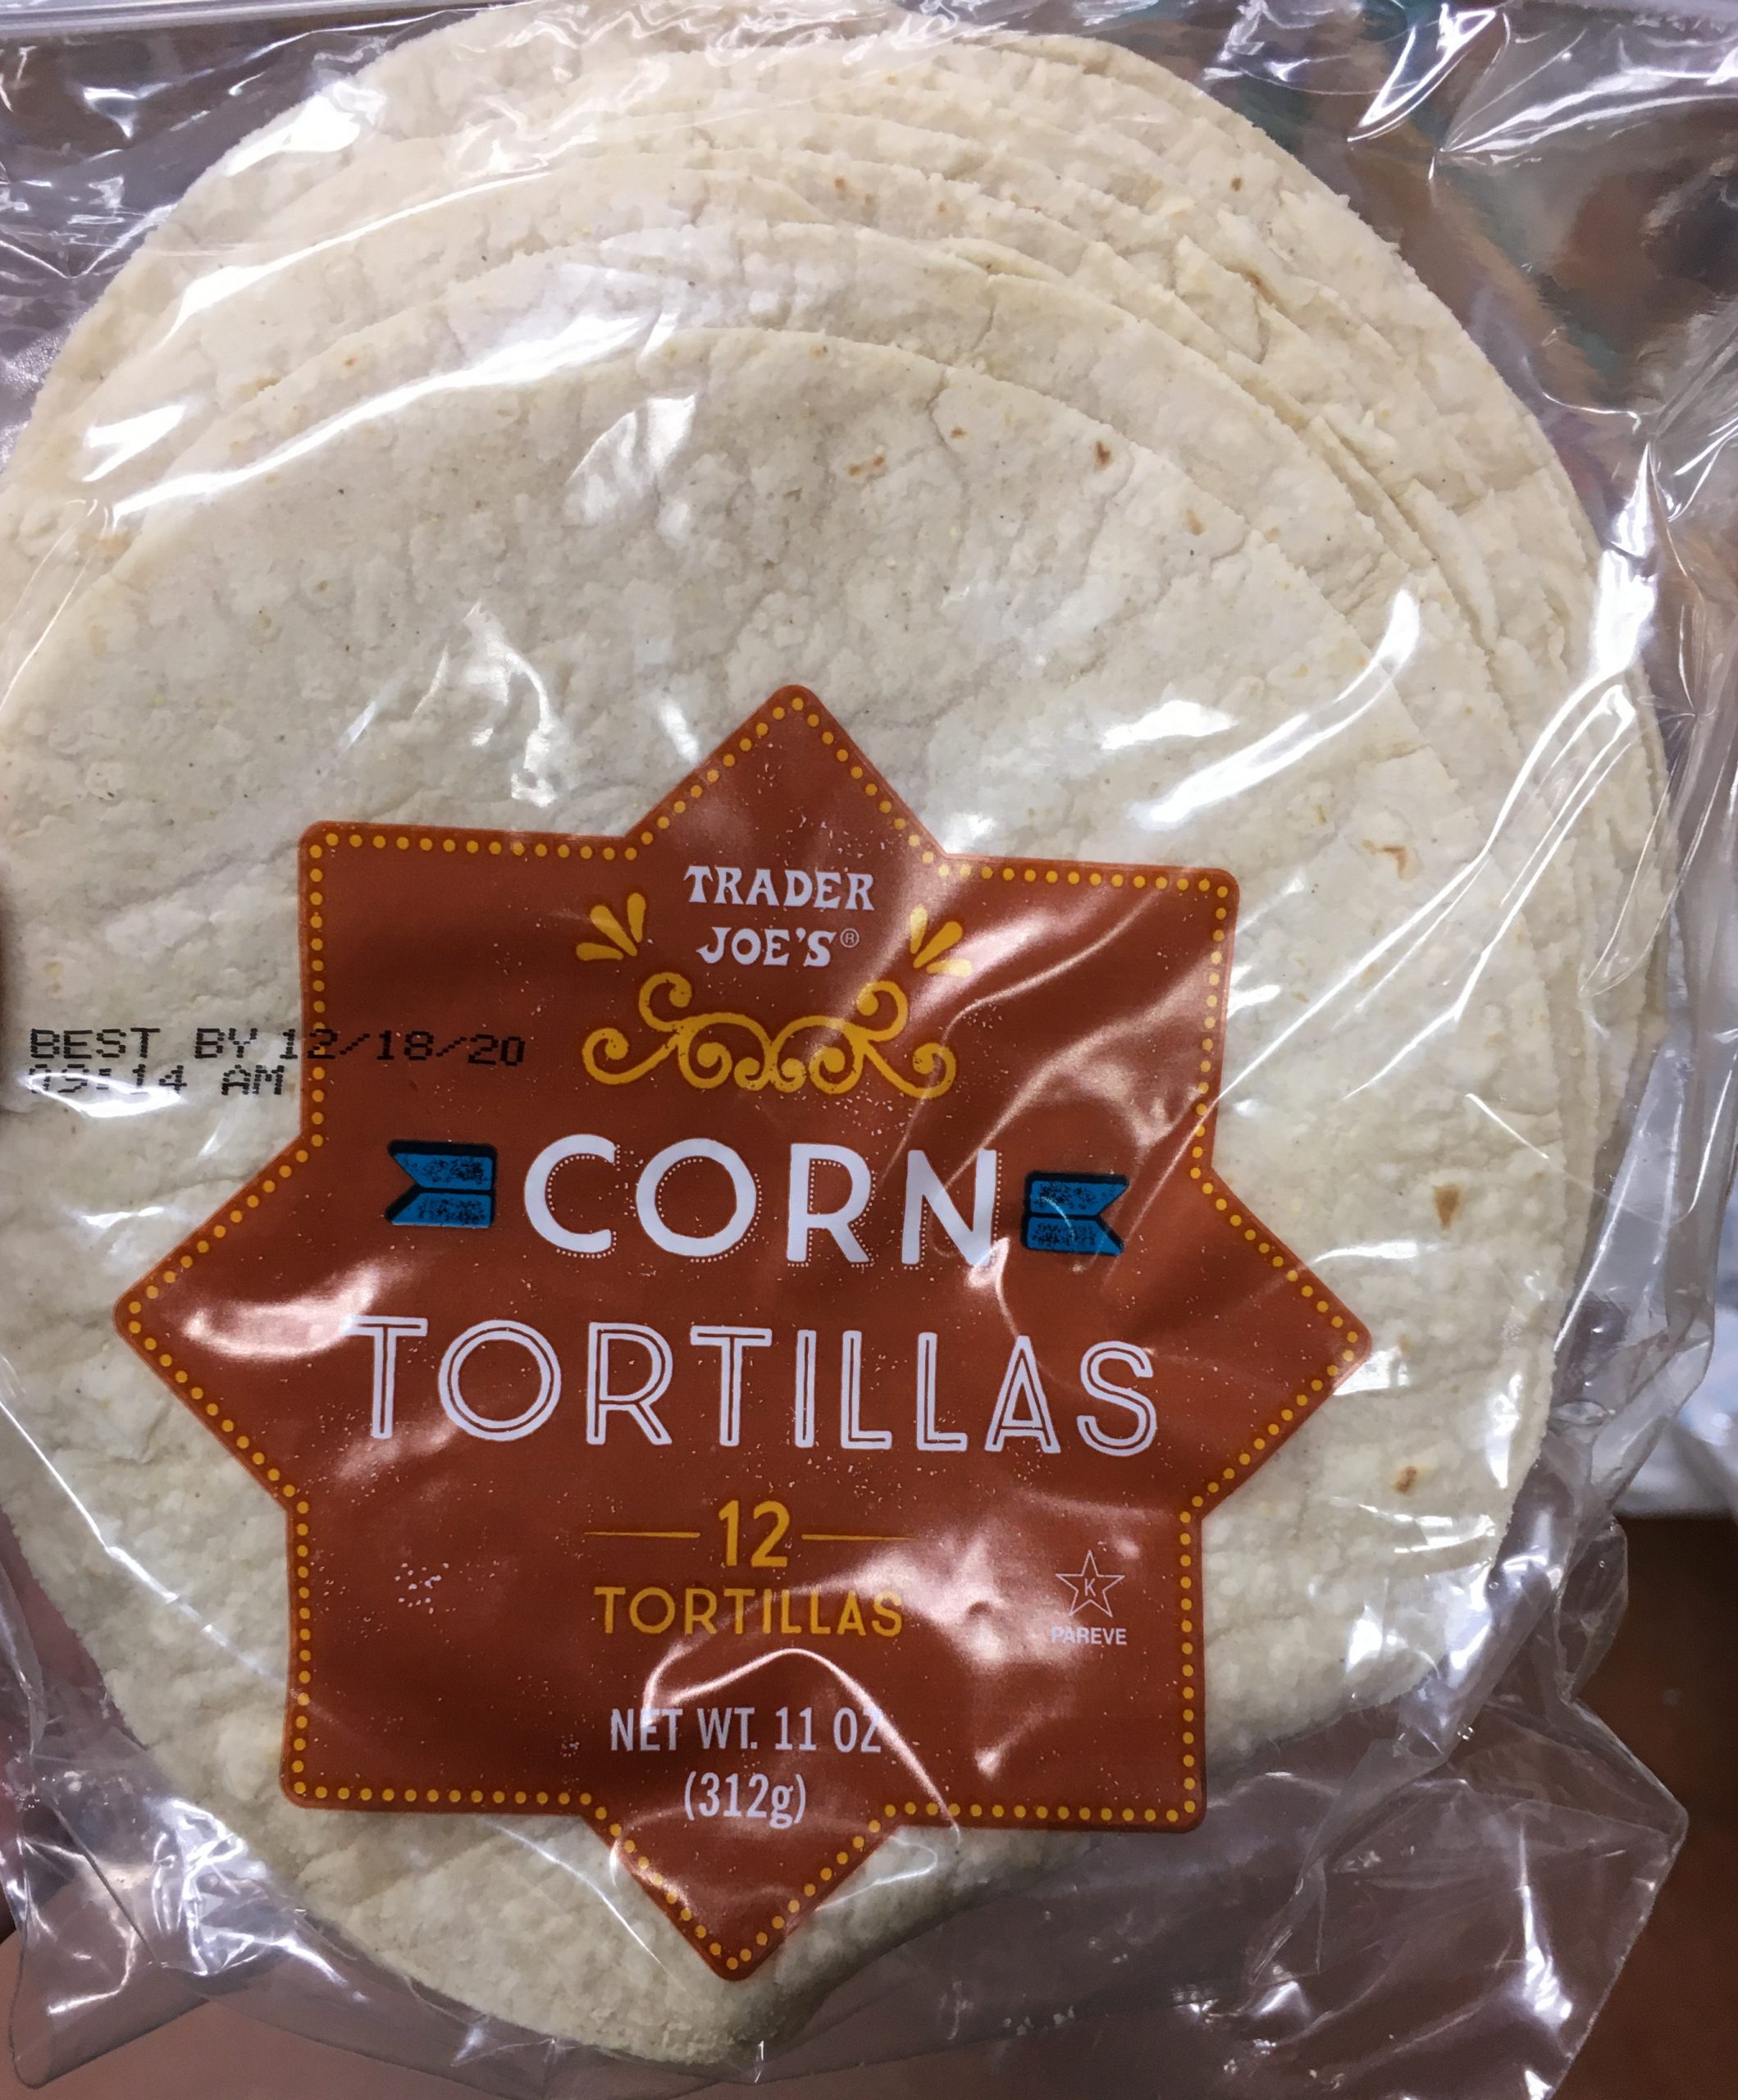 TRADER
JOE'S®
BEST BY 12/18/20
AM
CORN
TORTILLAS
12
TORTILLAS
K
PAREVE
NET WT. 11 OZ
(312g)